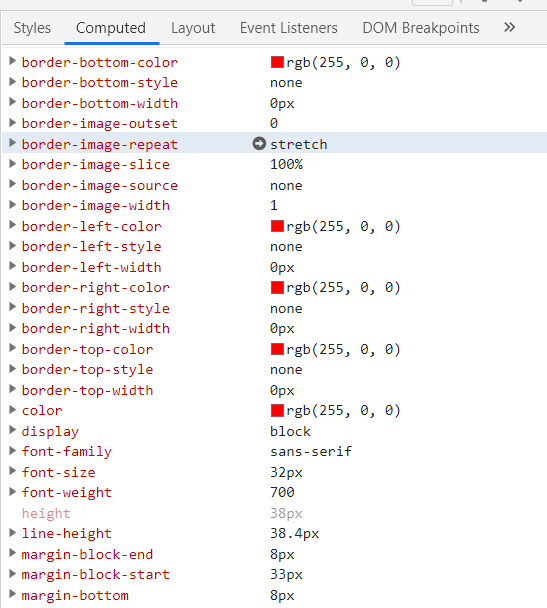 Styles Computed Layout Event Listeners DOM Breakpoints »
border-bottom-color rgb(255, 0, 0)
border-bottom-style none
border-bottom-width 0px
border-image-outset 0
border-image-repeat stretch
border-image-slice 100%
border-image-source none
border-image-width 1
border-left-color rgb(255, 0, 0)
border-left-style none
border-left-width 0px
border-right-color rgb(255, 0, 0)
border-right-style none
border-right-width 0px
border-top-color rgb(255, 0, 0)
border-top-style none
border-top-width 0px
color rgb(255, 0, 0)
display block
font-family sans-serif
font-size 32px
font-weight 700
height 38px
line-height 38.4px
margin-block-end 8px
margin-block-start 33px
margin-bottom 8px